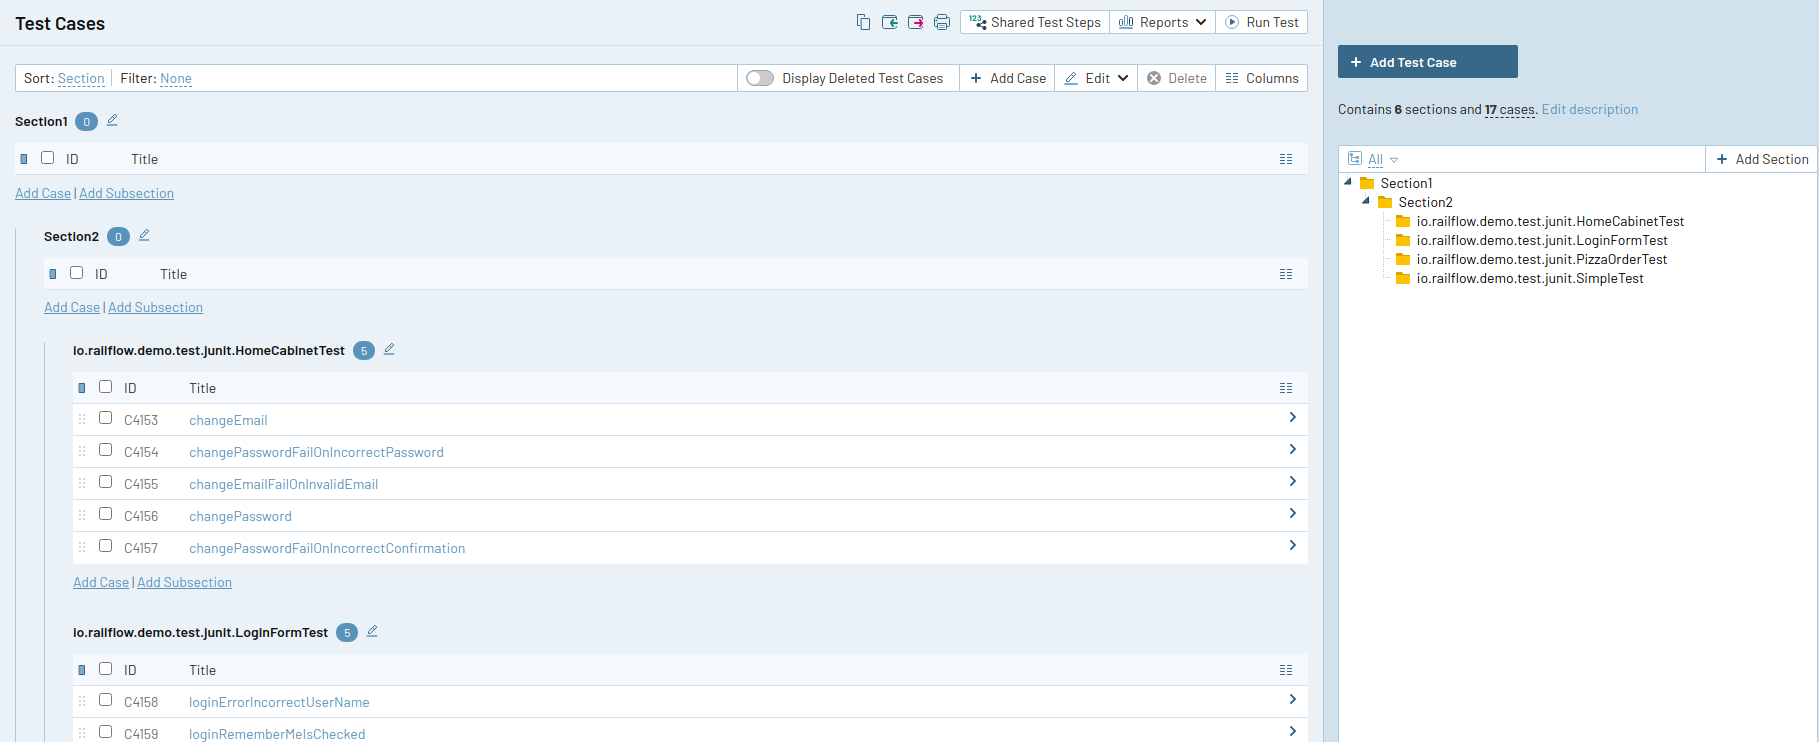 Test Cases
123 Shared Test Steps Reports Run Test
Sort: Section Filter: None Display Deleted Test Cases + Add Case Edit Delete Columns
Section1 0
ID Title
Add Case | Add Subsection
Section2 0
ID Title
Add Case | Add Subsection
io.railflow.demo.test.junit.HomeCabinetTest 5
ID Title
C4153 changeEmail
C4154 changePasswordFailOnIncorrectPassword
C4155 changeEmailFailOnInvalidEmail
C4156 changePassword
C4157 changePasswordFailOnIncorrectConfirmation
Add Case | Add Subsection
io.railflow.demo.test.junit.LoginFormTest 5
ID Title
C4158 loginErrorIncorrectUserName
C4159 loginRememberMeIsChecked
+ Add Test Case
Contains 6 sections and 17 cases. Edit description
All + Add Section
Section1
Section2
io.railflow.demo.test.junit.HomeCabinetTest
io.railflow.demo.test.junit.LoginFormTest
io.railflow.demo.test.junit.PizzaOrderTest
io.railflow.demo.test.junit.SimpleTest